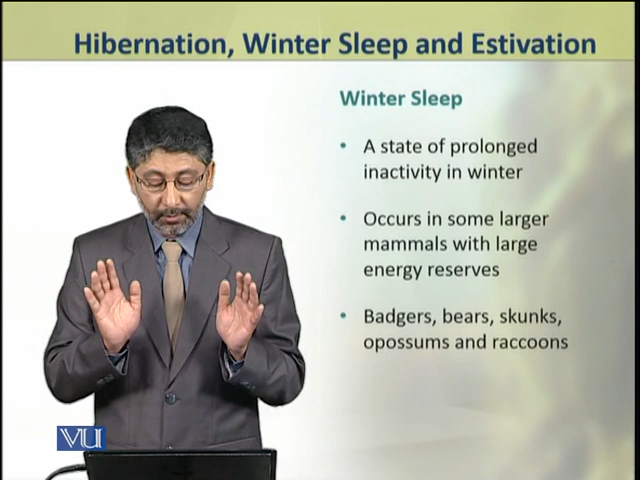 Hibernation, Winter Sleep and Estivation
Winter Sleep
• A state of prolonged
inactivity in winter
• Occurs in some larger
mammals with large
energy reserves
• Badgers, bears, skunks,
opossums and raccoons
VU